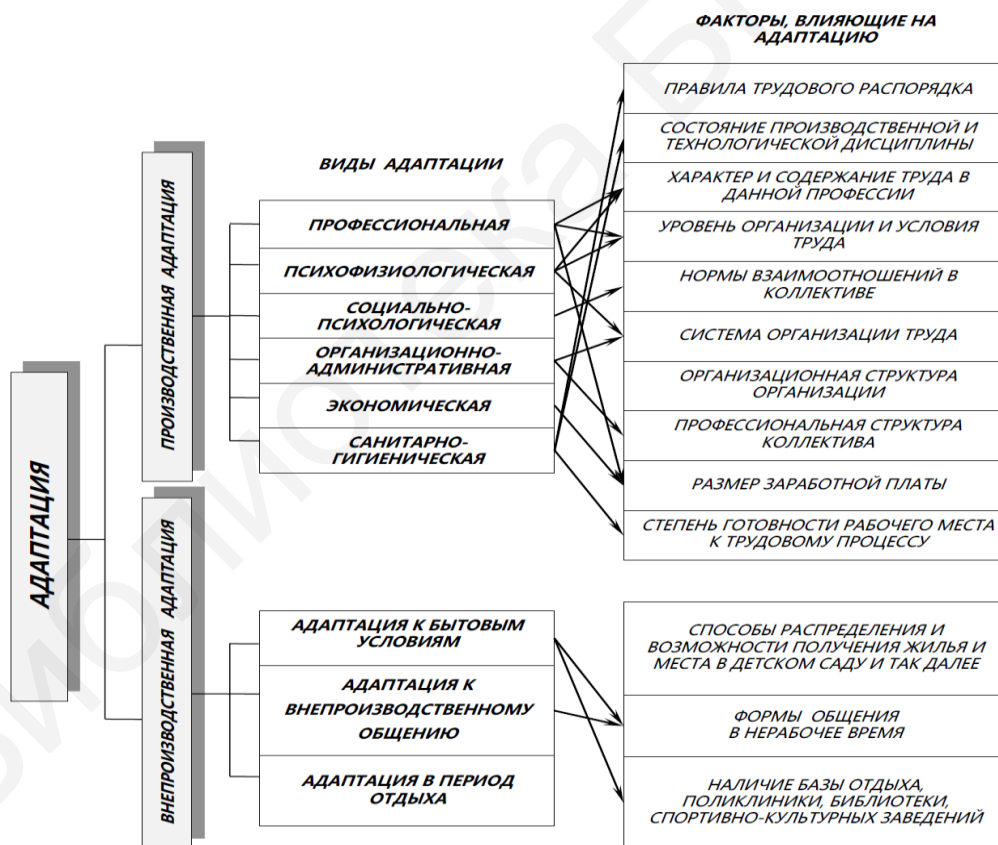 ФАКТОРЫ, ВЛИЯЮЩИЕ НА
АДАПТАЦИЮ
ВИДЫ АДАПТАЦИИ
АДАПТАЦИЯ
ПРОИЗВОДСТВЕННАЯ АДАПТАЦИЯ
ПРОФЕССИОНАЛЬНАЯ
ПСИХОФИЗИОЛОГИЧЕСКАЯ
СОЦИАЛЬНО-
ПСИХОЛОГИЧЕСКАЯ
ОРГАНИЗАЦИОННО-
АДМИНИСТРАТИВНАЯ
ЭКОНОМИЧЕСКАЯ
САНИТАРНО-
ГИГИЕНИЧЕСКАЯ
ПРАВИЛА ТРУДОВОГО РАСПОРЯДКА
СОСТОЯНИЕ ПРОИЗВОДСТВЕННОЙ И
ТЕХНОЛОГИЧЕСКОЙ ДИСЦИПЛИНЫ
ХАРАКТЕР И СОДЕРЖАНИЕ ТРУДА В
ДАННОЙ ПРОФЕССИИ
УРОВЕНЬ ОРГАНИЗАЦИИ И УСЛОВИЯ
ТРУДА
НОРМЫ ВЗАИМООТНОШЕНИЙ В
КОЛЛЕКТИВЕ
СИСТЕМА ОРГАНИЗАЦИИ ТРУДА
ОРГАНИЗАЦИОННАЯ СТРУКТУРА
ОРГАНИЗАЦИИ
ПРОФЕССИОНАЛЬНАЯ СТРУКТУРА
КОЛЛЕКТИВА
РАЗМЕР ЗАРАБОТНОЙ ПЛАТЫ
СТЕПЕНЬ ГОТОВНОСТИ РАБОЧЕГО МЕСТА
К ТРУДОВОМУ ПРОЦЕССУ
ВНЕПРОИЗВОДСТВЕННАЯ АДАПТАЦИЯ
АДАПТАЦИЯ К БЫТОВЫМ
УСЛОВИЯМ
АДАПТАЦИЯ К
ВНЕПРОИЗВОДСТВЕННОМУ
ОБЩЕНИЮ
АДАПТАЦИЯ В ПЕРИОД
ОТДЫХА
СПОСОБЫ РАСПРЕДЕЛЕНИЯ И
ВОЗМОЖНОСТИ ПОЛУЧЕНИЯ ЖИЛЬЯ И
МЕСТА В ДЕТСКОМ САДУ И ТАК ДАЛЕЕ
ФОРМЫ ОБЩЕНИЯ
В НЕРАБОЧЕЕ ВРЕМЯ
НАЛИЧИЕ БАЗЫ ОТДЫХА,
ПОЛИКЛИНИКИ, БИБЛИОТЕКИ,
СПОРТИВНО-КУЛЬТУРНЫХ ЗАВЕДЕНИЙ